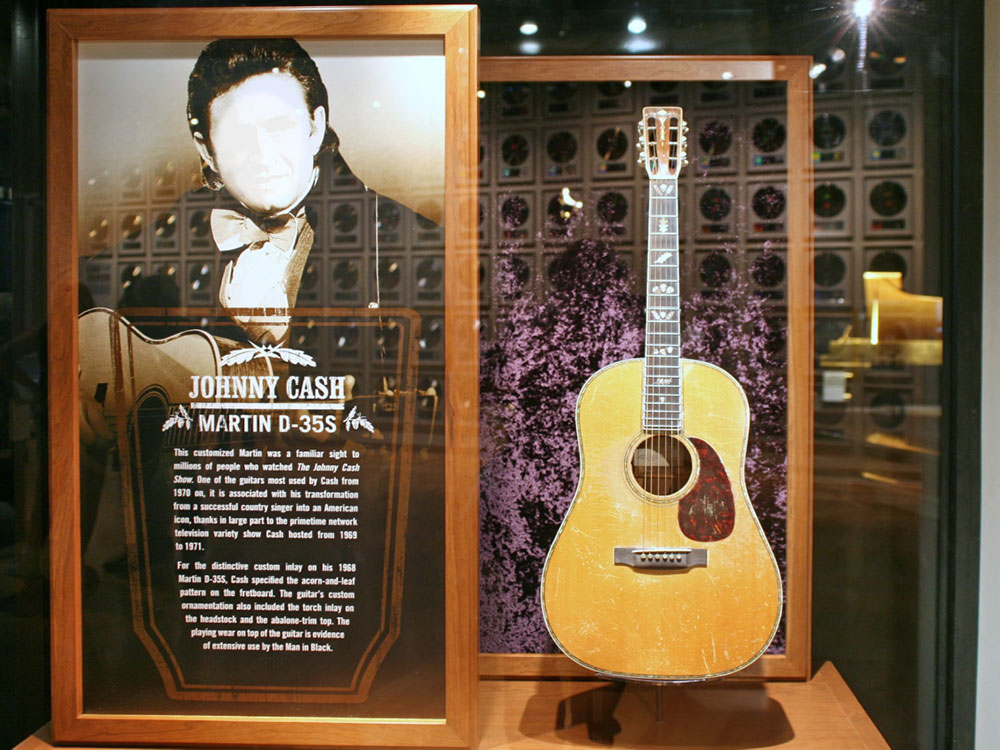 JOHNNY CASH
MARTIN D-35S
This customized Martin was a familiar sight to
millions of people who watched The Johnny Cash
Show. One of the guitars most used by Cash from
1970 on, it is associated with his transformation
from a successful country singer into an American
icon, thanks in large part to the primetime network
television variety show Cash hosted from 1969
to 1971.
For the distinctive custom inlay on his 1968
Martin D-35S, Cash specified the acorn-and-leaf
pattern on the fretboard. The guitar's custom
ornamentation also included the torch inlay on
the headstock and the abalone-trim top. The
playing wear on top of the guitar is evidence
of extensive use by the Man in Black.